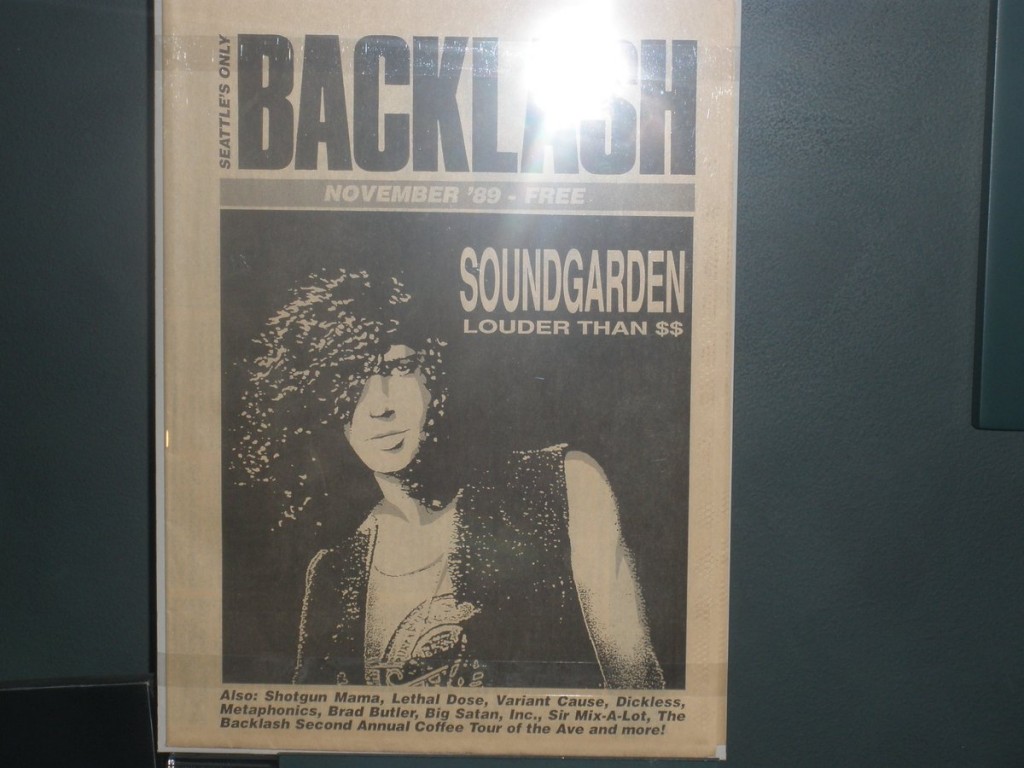 SEATTLE'S ONLY
BACKLASH
NOVEMBER '89 - FREE
SOUNDGARDEN
LOUDER THAN $$
Also: Shotgun Mama, Lethal Dose, Variant Cause, Dickless,
Metaphonics, Brad Butler, Big Satan, Inc., Sir Mix-A-Lot, The
Backlash Second Annual Coffee Tour of the Ave and more!